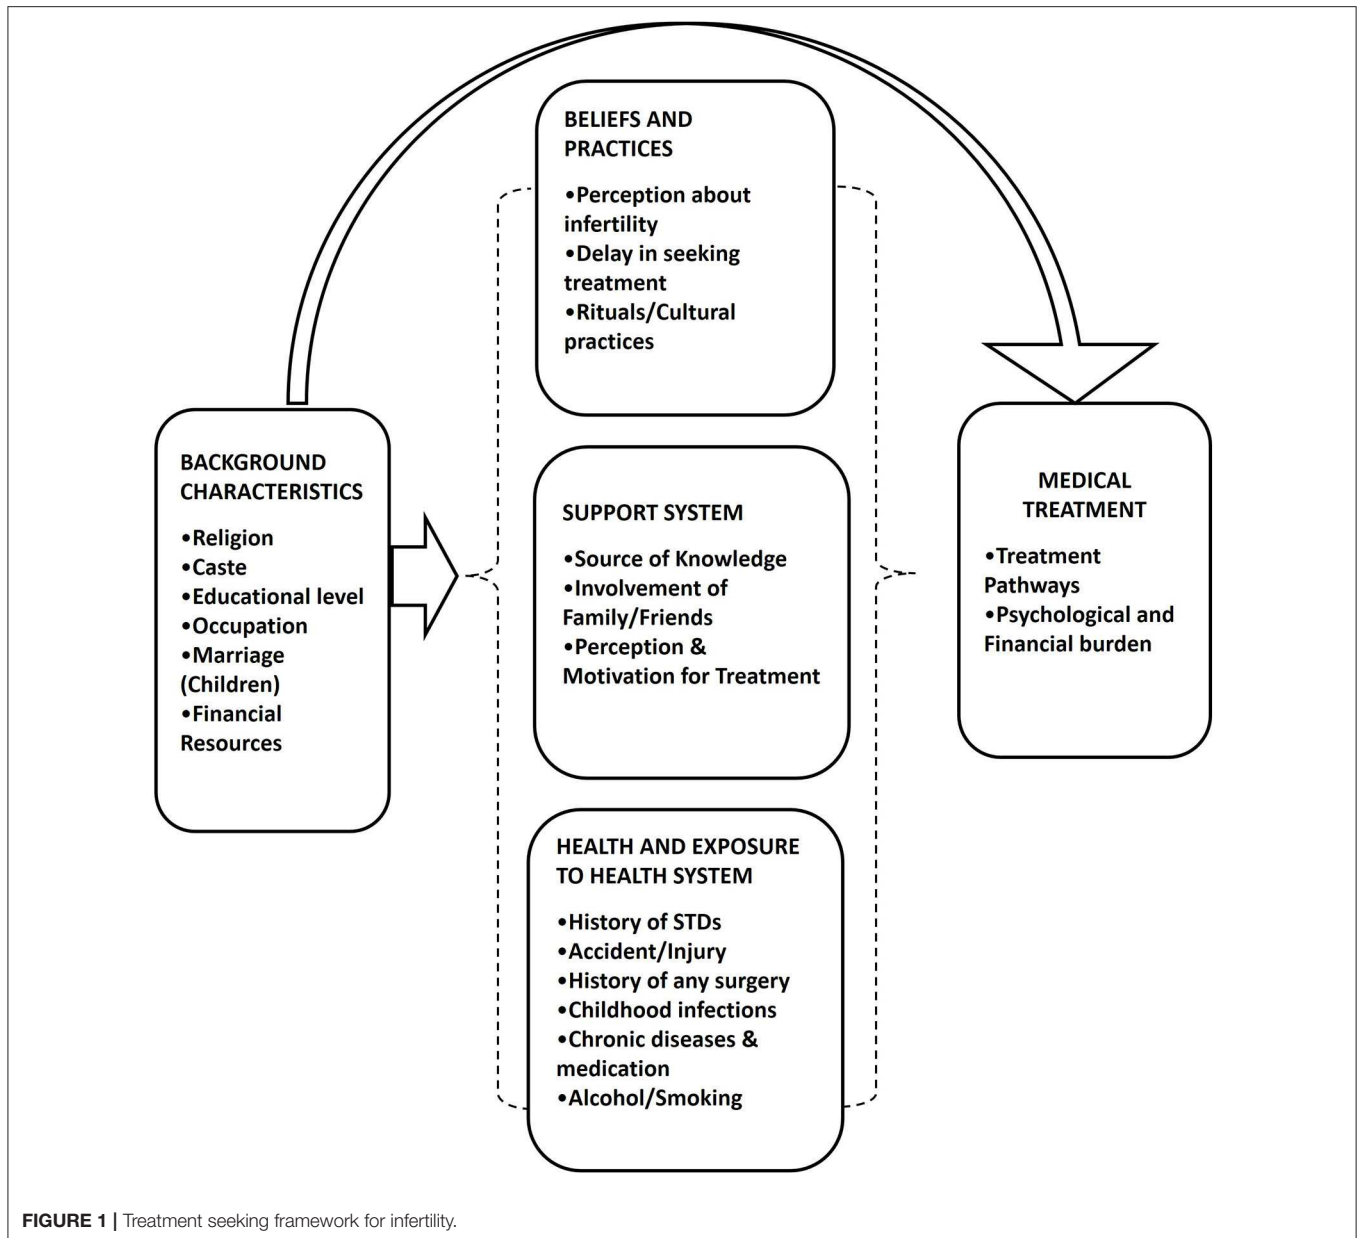 BELIEFS AND
PRACTICES
•Perception about
infertility
•Delay in seeking
treatment
•Rituals/Cultural
practices
BACKGROUND
CHARACTERISTICS
•Religion
•Caste
•Educational level
•Occupation
•Marriage
(Children)
•Financial
Resources
SUPPORT SYSTEM
•Source of Knowledge
•Involvement of
Family/Friends
•Perception &
Motivation for Treatment
HEALTH AND EXPOSURE
TO HEALTH SYSTEM
•History of STDs
•Accident/Injury
•History of any surgery
•Childhood infections
•Chronic diseases &
medication
•Alcohol/Smoking
MEDICAL
TREATMENT
•Treatment
Pathways
•Psychological and
Financial burden
FIGURE 1 | Treatment seeking framework for infertility.